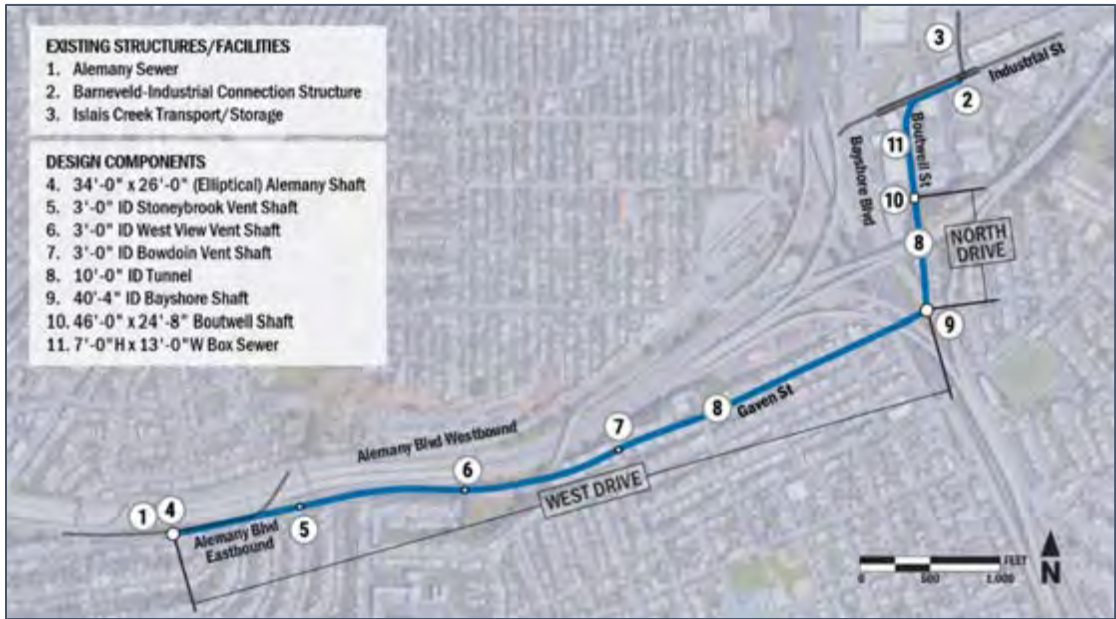 EXISTING STRUCTURES/FACILITIES
1. Alemany Sewer
2. Barneveld-Industrial Connection Structure
3. Islais Creek Transport/Storage
DESIGN COMPONENTS
4. 34'-0" x 26'-0" (Elliptical) Alemany Shaft
5. 3'-0" ID Stoneybrook Vent Shaft
6. 3'-0" ID West View Vent Shaft
7. 3'-0" ID Bowdoin Vent Shaft
8. 10'-0" ID Tunnel
9. 40'-4" ID Bayshore Shaft
10. 46'-0" x 24'-8" Boutwell Shaft
11. 7'-0"H x 13'-0"W Box Sewer
3
Industrial St
2
Boutwell St
11
Bayshore Blvd
10
8
NORTH
DRIVE
9
Gaven St
8
7
Alemany Blvd Westbound
6
WEST DRIVE
5
1
4
Alemany Blvd
Eastbound
FEET
0
500
1,000
N